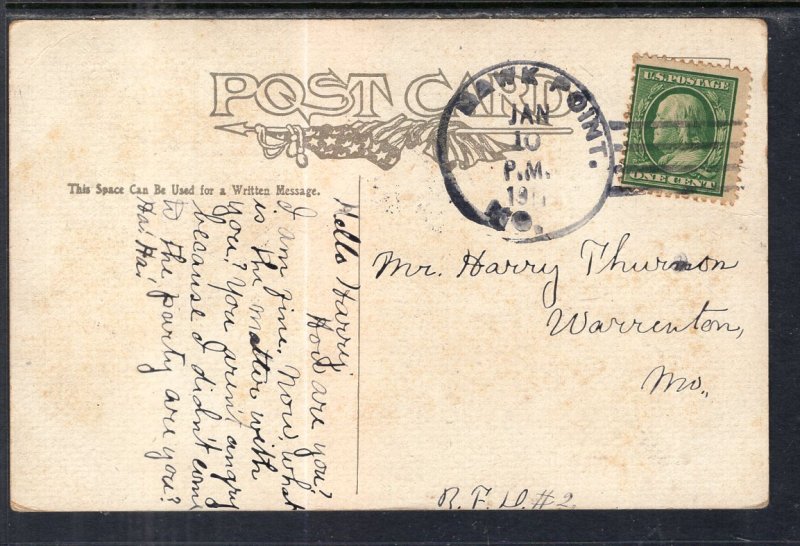 POST CARD
This Space Can Be Used for a Written Message.
Hello Harry:
How are you?
I am fine. Now, what
is the matter with
you? You aren't angry
because I didn't come
to the party are you?
Ha! Ha!
HAWK POINT.
JAN
10
P.M.
191
MO.
U.S. POSTAGE
ONE CENT
Mr. Harry Thurmon
Warrenton,
Mo.,
R. F. D. #2.